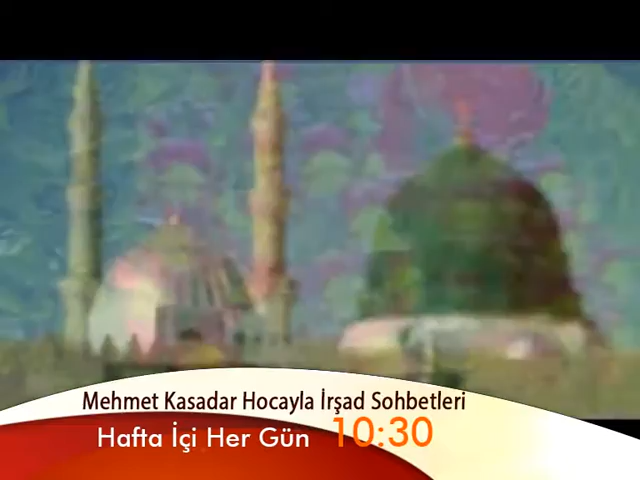 Mehmet Kasadar Hocayla İrşad Sohbetleri
Hafta İçi Her Gün 10:30